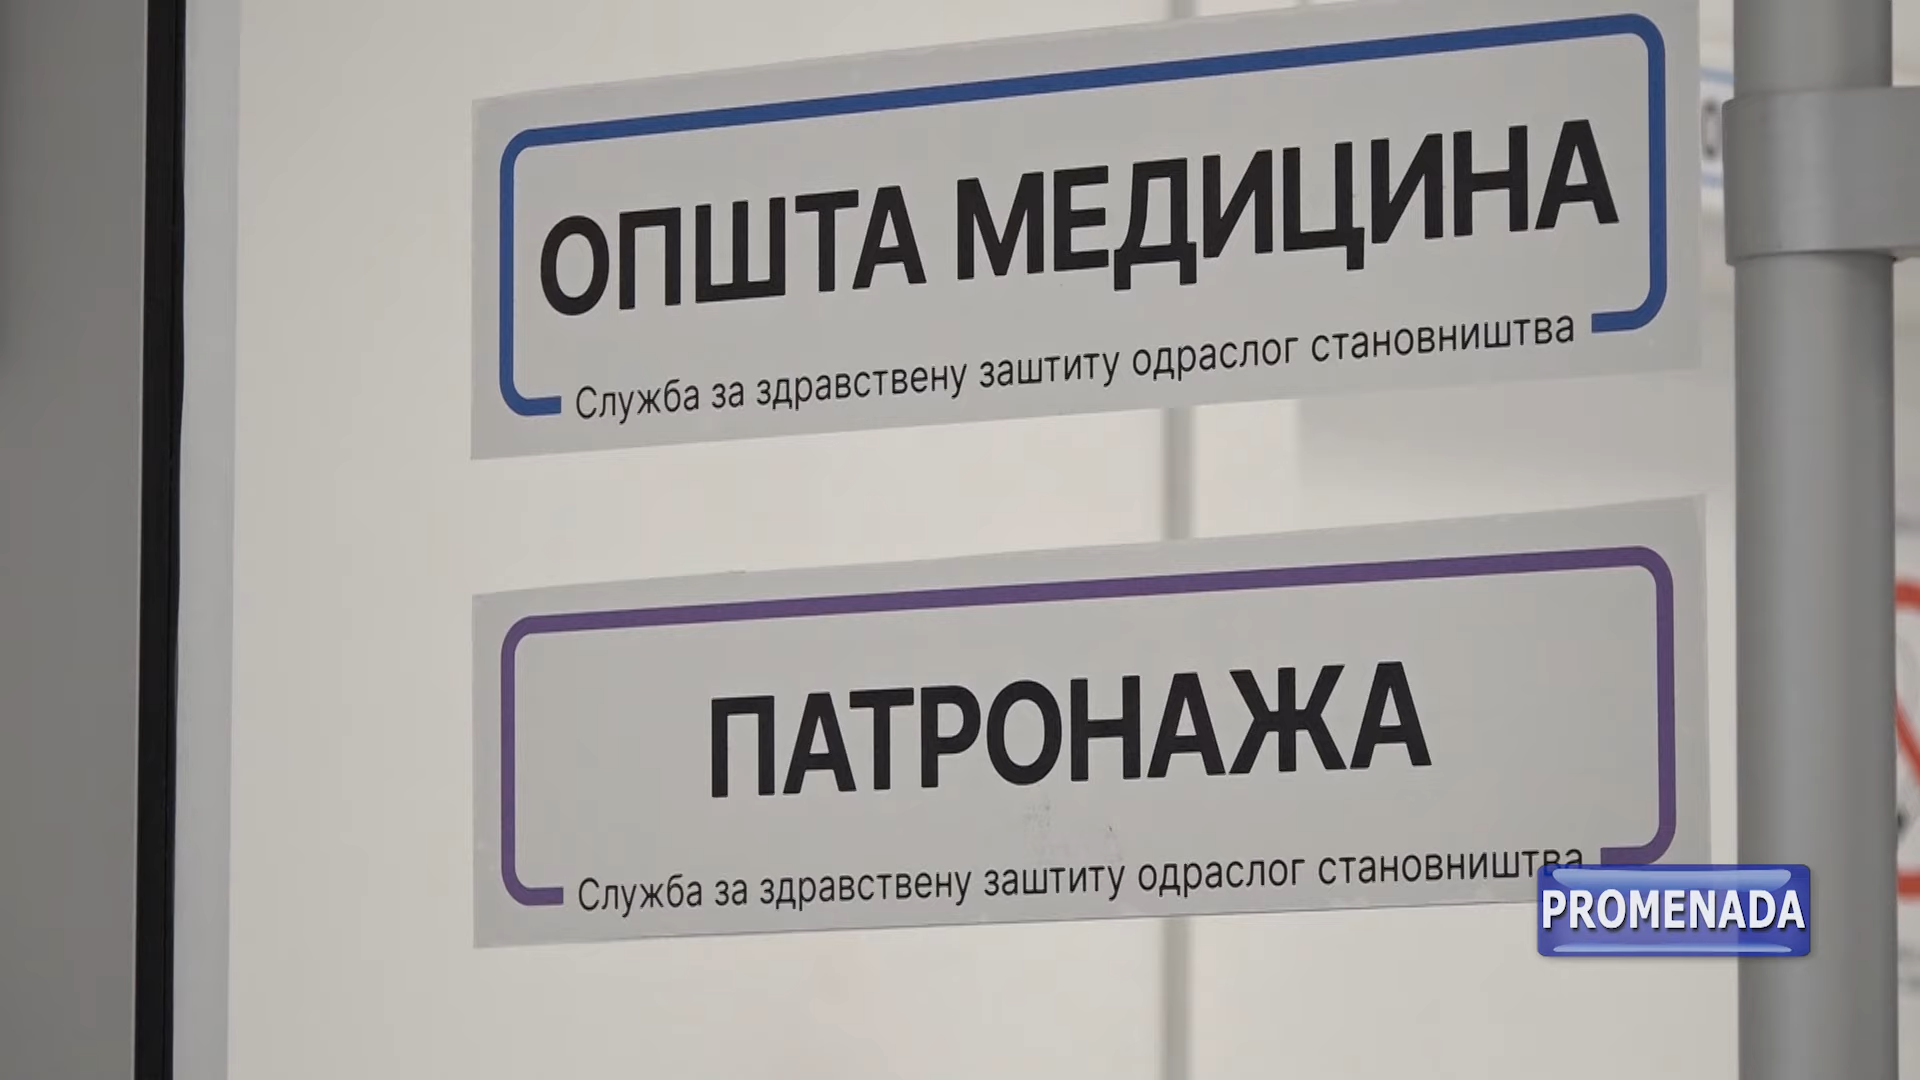 ОПШТА МЕДИЦИНА
Служба за здравствену заштиту одраслог становништва
ПАТРОНАЖА
Служба за здравствену заштиту одраслог становништва
PROMENADA